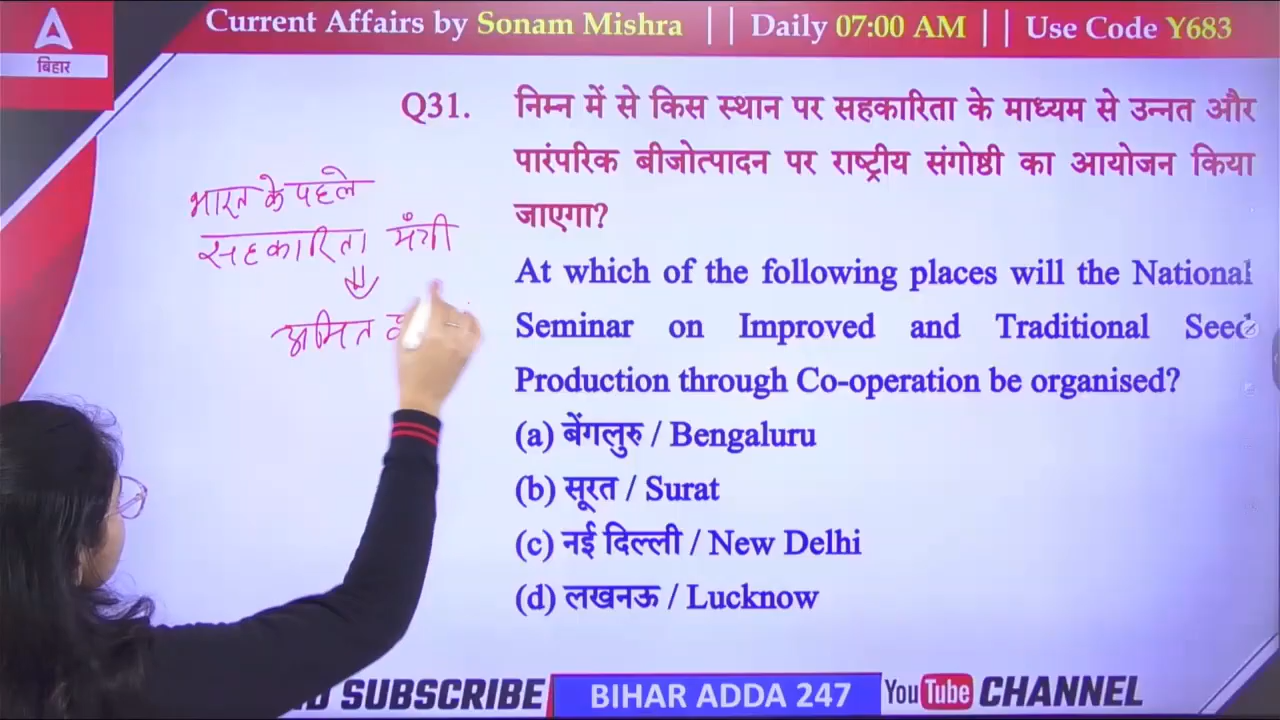 Current Affairs by Sonam Mishra || Daily 07:00 AM || Use Code Y683
A
बिहार
Q31. निम्न में से किस स्थान पर सहकारिता के माध्यम से उन्नत और
पारंपरिक बीजोत्पादन पर राष्ट्रीय संगोष्ठी का आयोजन किया
जाएगा?
भारत के पहले
सहकारिता मंत्री
अमित
At which of the following places will the National
Seminar on Improved and Traditional Seed
Production through Co-operation be organised?
(a) बेंगलुरु / Bengaluru
(b) सूरत / Surat
(c) नई दिल्ली / New Delhi
(d) लखनऊ / Lucknow
SUBSCRIBE BIHAR ADDA 247 YouTube CHANNEL